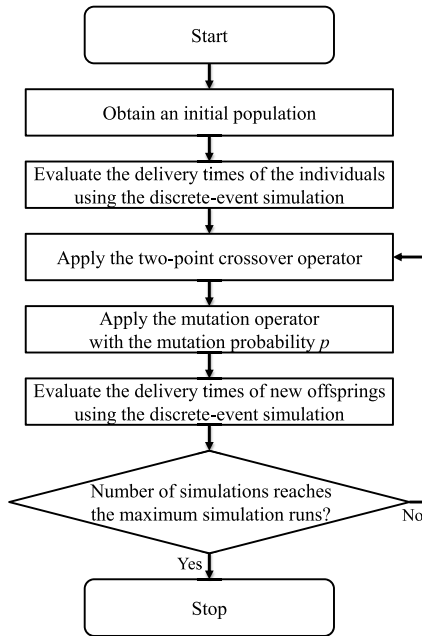 Start
Obtain an initial population
Evaluate the delivery times of the individuals
using the discrete-event simulation
Apply the two-point crossover operator
Apply the mutation operator
with the mutation probability p
Evaluate the delivery times of new offsprings
using the discrete-event simulation
Number of simulations reaches
the maximum simulation runs?
No
Yes
Stop